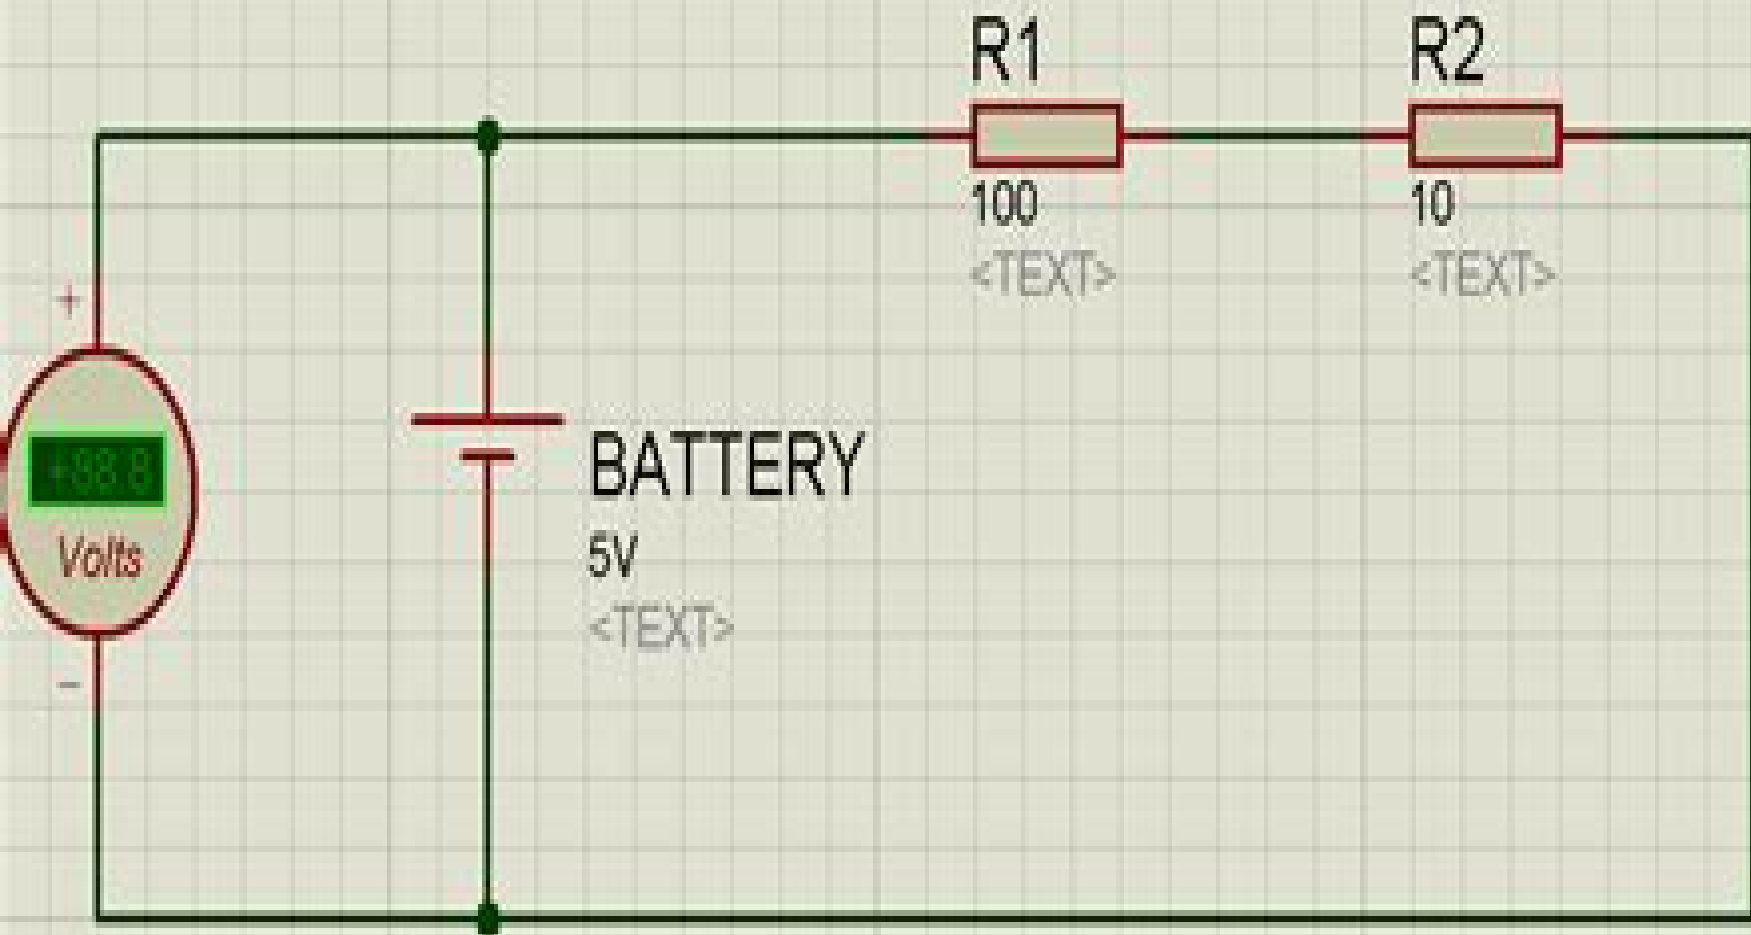 R1
R2
100
10
<TEXT>
<TEXT>
+
+88.8
Volts
BATTERY
5V
<TEXT>
−